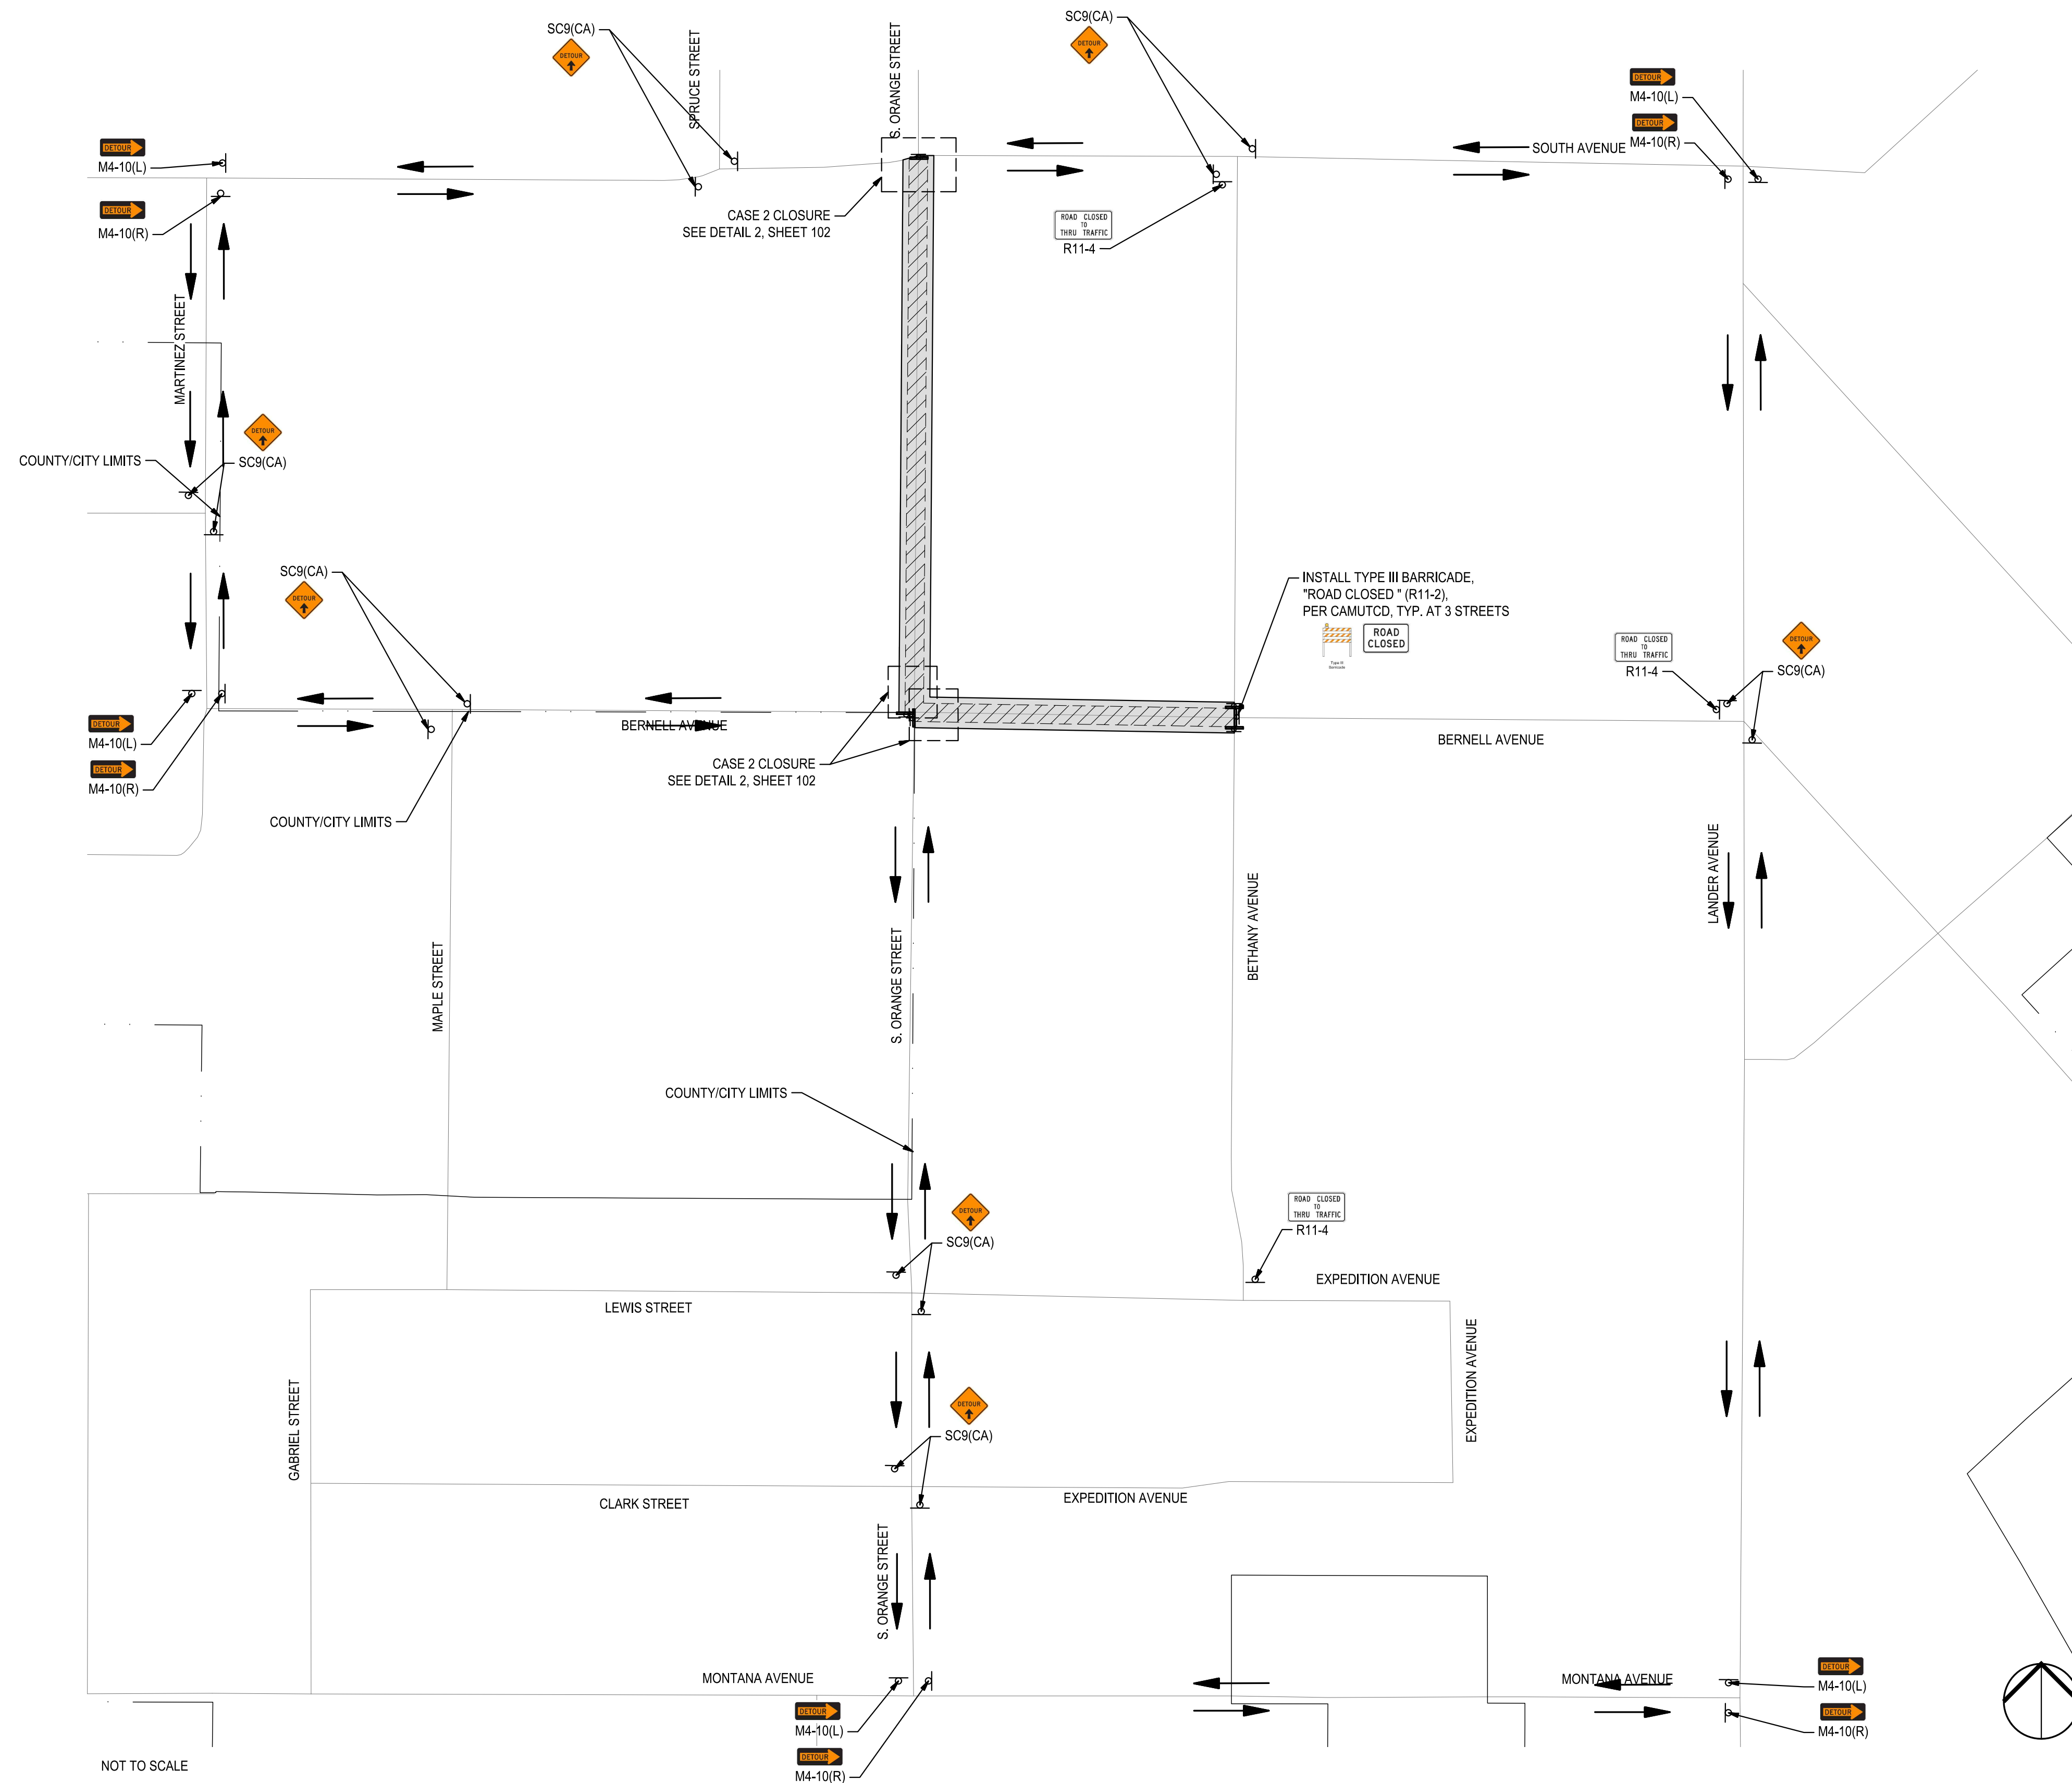 SC9(CA)
DETOUR
SPRUCE STREET
S. ORANGE STREET
SC9(CA)
DETOUR
DETOUR
M4-10(L)
DETOUR
M4-10(R)
SOUTH AVENUE
DETOUR
M4-10(L)
DETOUR
M4-10(R)
CASE 2 CLOSURE
SEE DETAIL 2, SHEET 102
ROAD CLOSED
TO
THRU TRAFFIC
R11-4
MARTINEZ STREET
DETOUR
SC9(CA)
COUNTY/CITY LIMITS
SC9(CA)
DETOUR
INSTALL TYPE III BARRICADE,
"ROAD CLOSED " (R11-2),
PER CAMUTCD, TYP. AT 3 STREETS
Type III
Barricade
ROAD
CLOSED
ROAD CLOSED
TO
THRU TRAFFIC
R11-4
DETOUR
SC9(CA)
DETOUR
M4-10(L)
DETOUR
M4-10(R)
BERNELL AVENUE
BERNELL AVENUE
CASE 2 CLOSURE
SEE DETAIL 2, SHEET 102
COUNTY/CITY LIMITS
MAPLE STREET
S. ORANGE STREET
BETHANY AVENUE
LANDER AVENUE
COUNTY/CITY LIMITS
DETOUR
SC9(CA)
ROAD CLOSED
TO
THRU TRAFFIC
R11-4
EXPEDITION AVENUE
LEWIS STREET
GABRIEL STREET
DETOUR
SC9(CA)
EXPEDITION AVENUE
CLARK STREET
EXPEDITION AVENUE
S. ORANGE STREET
MONTANA AVENUE
MONTANA AVENUE
DETOUR
M4-10(L)
DETOUR
M4-10(R)
DETOUR
M4-10(L)
DETOUR
M4-10(R)
NOT TO SCALE